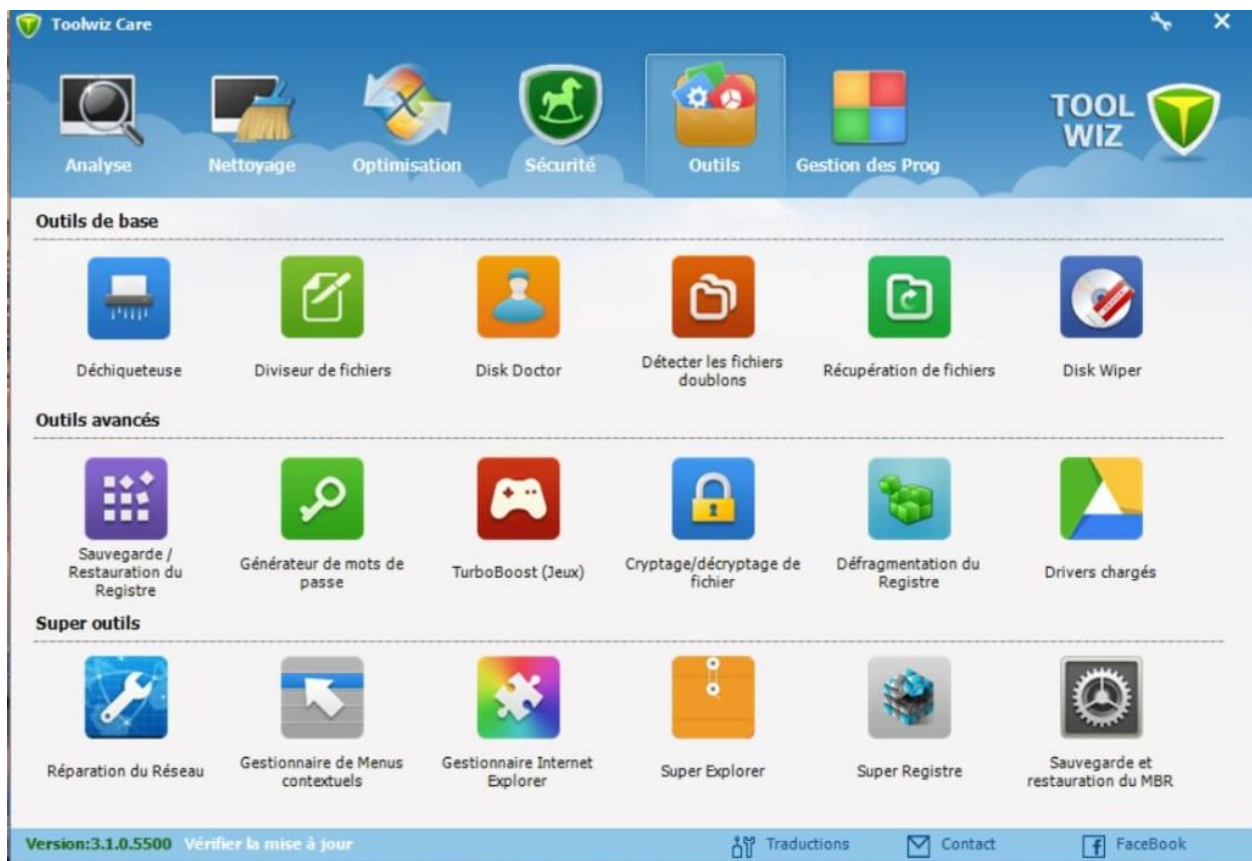 Toolwiz Care
Analyse
Nettoyage
Optimisation
Sécurité
Outils
Gestion des Prog
TOOL
WIZ
Outils de base
Déchiqueteuse
Diviseur de fichiers
Disk Doctor
Détecter les fichiers
doublons
Récupération de fichiers
Disk Wiper
Outils avancés
Sauvegarde /
Restauration du
Registre
Générateur de mots de
passe
TurboBoost (Jeux)
Cryptage/décryptage de
fichier
Défragmentation du
Registre
Drivers chargés
Super outils
Réparation du Réseau
Gestionnaire de Menus
contextuels
Gestionnaire Internet
Explorer
Super Explorer
Super Registre
Sauvegarde et
restauration du MBR
Version:3.1.0.5500 Vérifier la mise à jour
Traductions
Contact
FaceBook